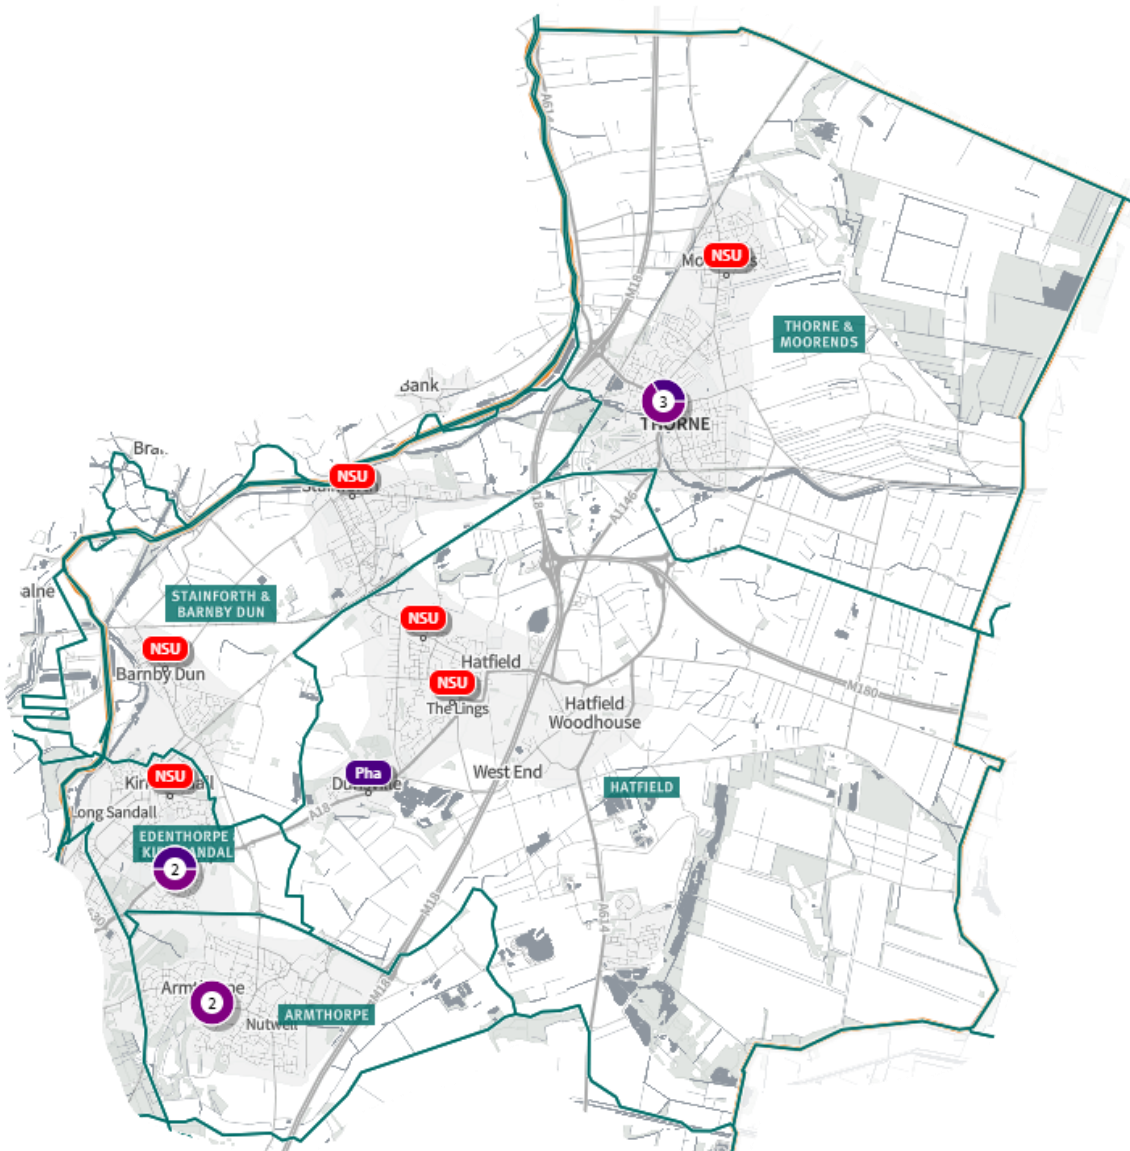 A614
M18
NSU
THORNE &
MOORENDS
Bank
3
THORNE
NSU
M18
A1146
STAINFORTH &
BARNBY DUN
NSU
NSU
Barnby Dun
Hatfield
NSU
The Lings
Hatfield
Woodhouse
M180
NSU
Pha
West End
HATFIELD
Long Sandall
A18
EDENTHORPE
2
M18
A614
2
M18
ARMTHORPE
Nutwell